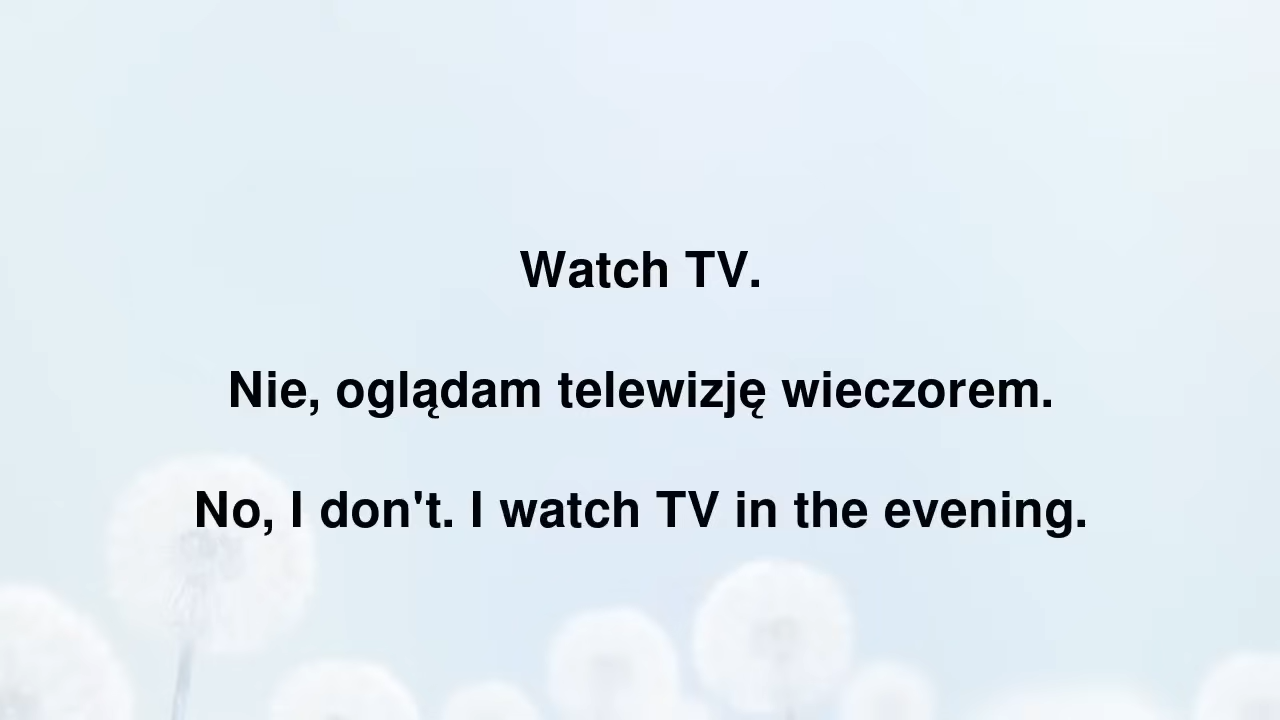 Watch TV.
Nie, oglądam telewizję wieczorem.
No, I don't. I watch TV in the evening.